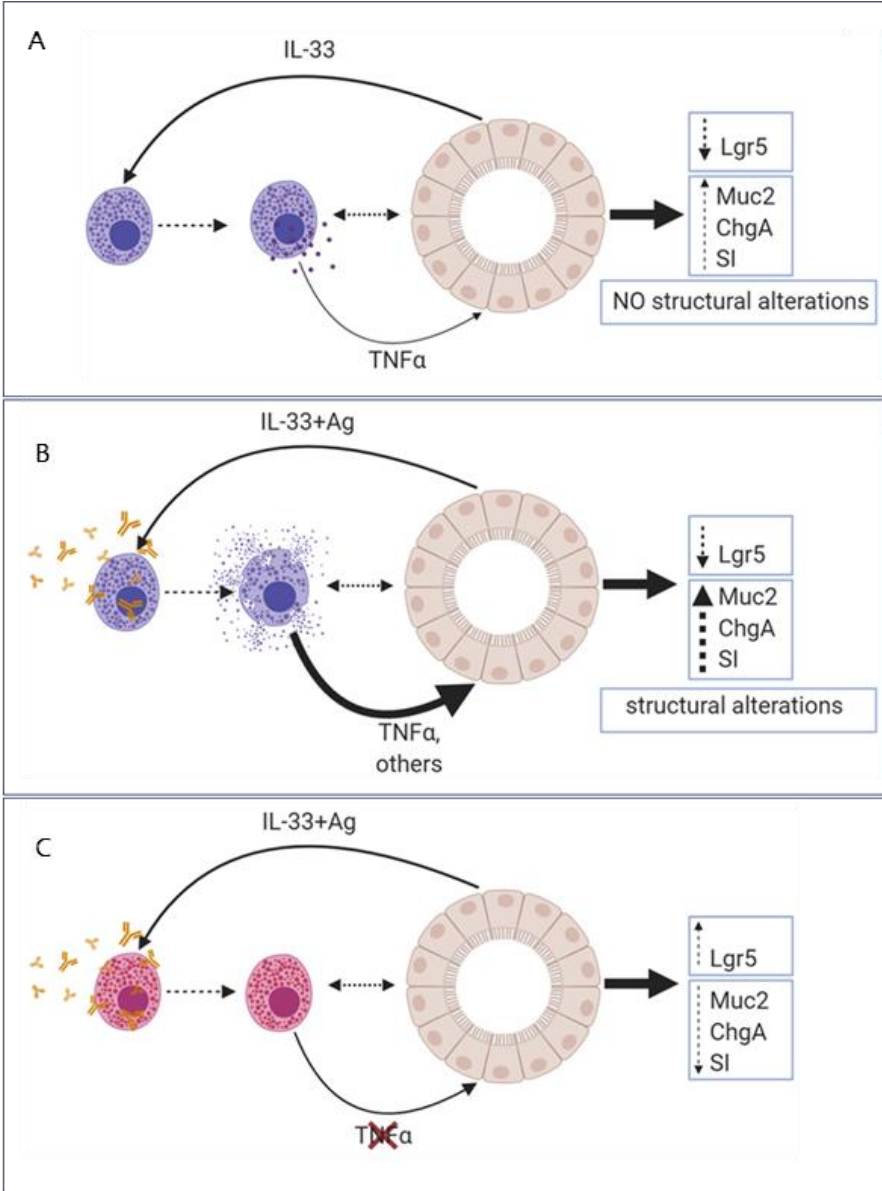 A
IL-33
Lgr5
Muc2
ChgA
SI
NO structural alterations
TNFα
B
IL-33+Ag
Lgr5
Muc2
ChgA
SI
structural alterations
TNFα,
others
C
IL-33+Ag
Lgr5
Muc2
ChgA
SI
TNFα